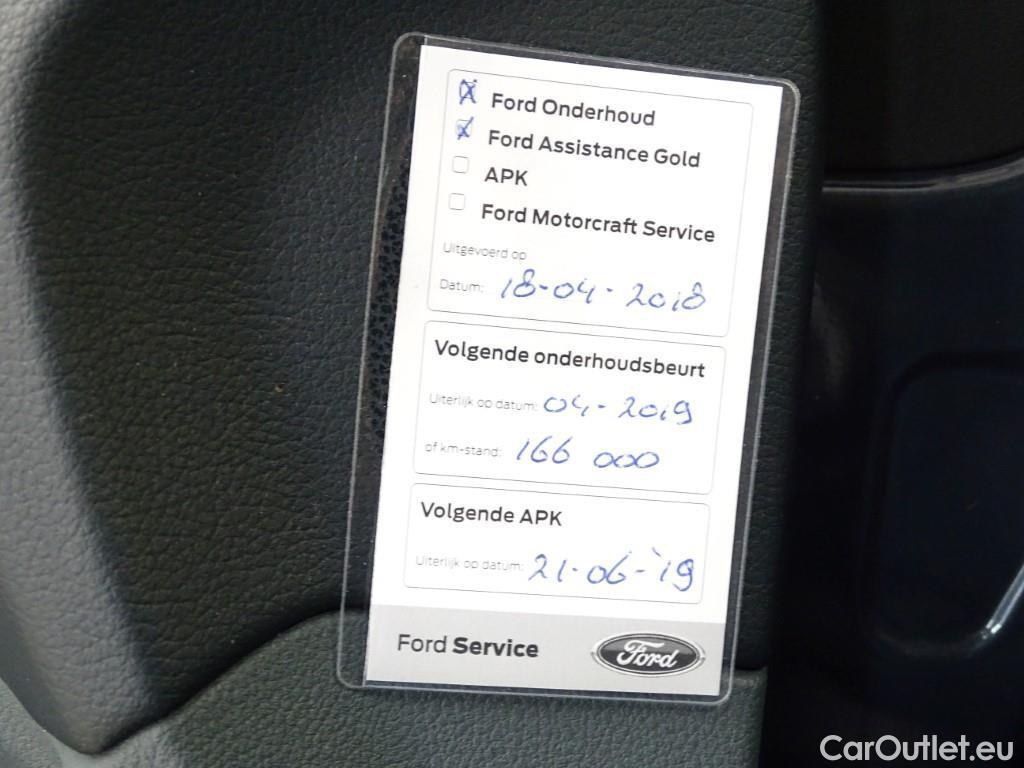 Ford Onderhoud
Ford Assistance Gold
APK
Ford Motorcraft Service
Uitgevoerd op
Datum: 18-04-2018
Volgende onderhoudsbeurt
Uiterlijk op datum: 04-2019
of km-stand: 166 000
Volgende APK
Uiterlijk op datum: 21-06-'19
Ford Service
Ford
CarOutlet.eu